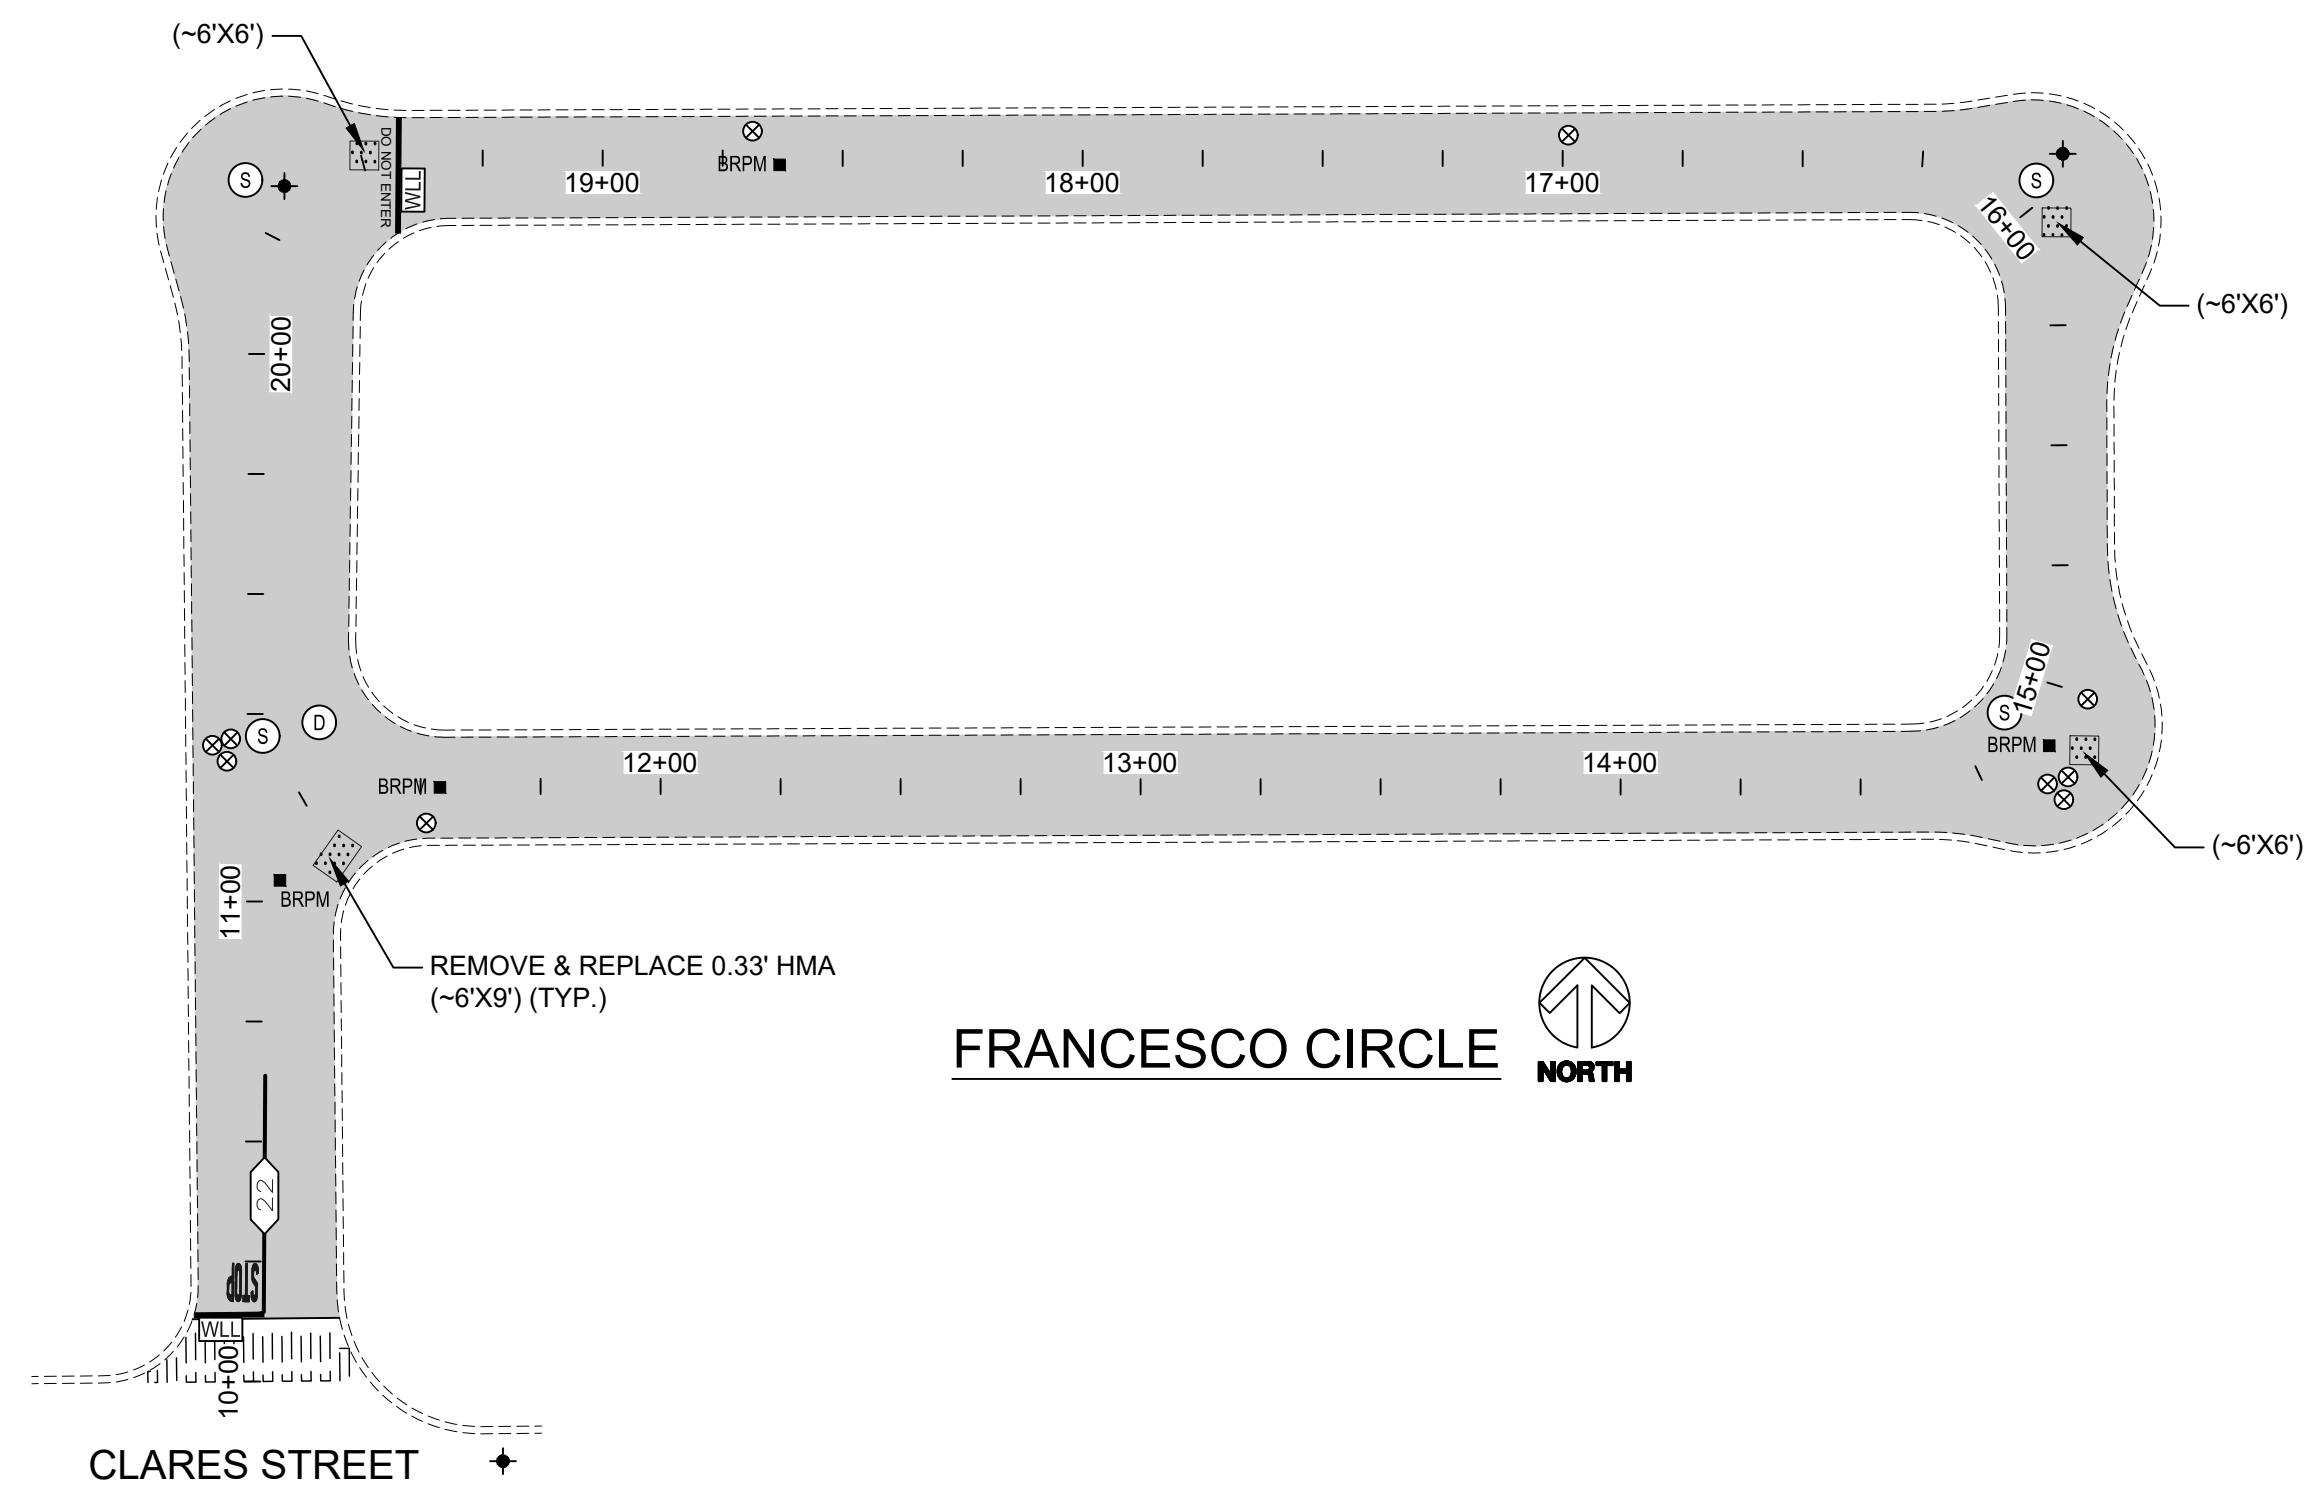 (~6'X6')
DO NOT ENTER
WLL
BRPM
19+00
18+00
17+00
S
S
16+00
(~6'X6')
20+00
15+00
S
D
S
BRPM
12+00
13+00
14+00
BRPM
(~6'X6')
11+00
BRPM
REMOVE & REPLACE 0.33' HMA
(~6'X9') (TYP.)
FRANCESCO CIRCLE
NORTH
22
STOP
WLL
10+00
CLARES STREET